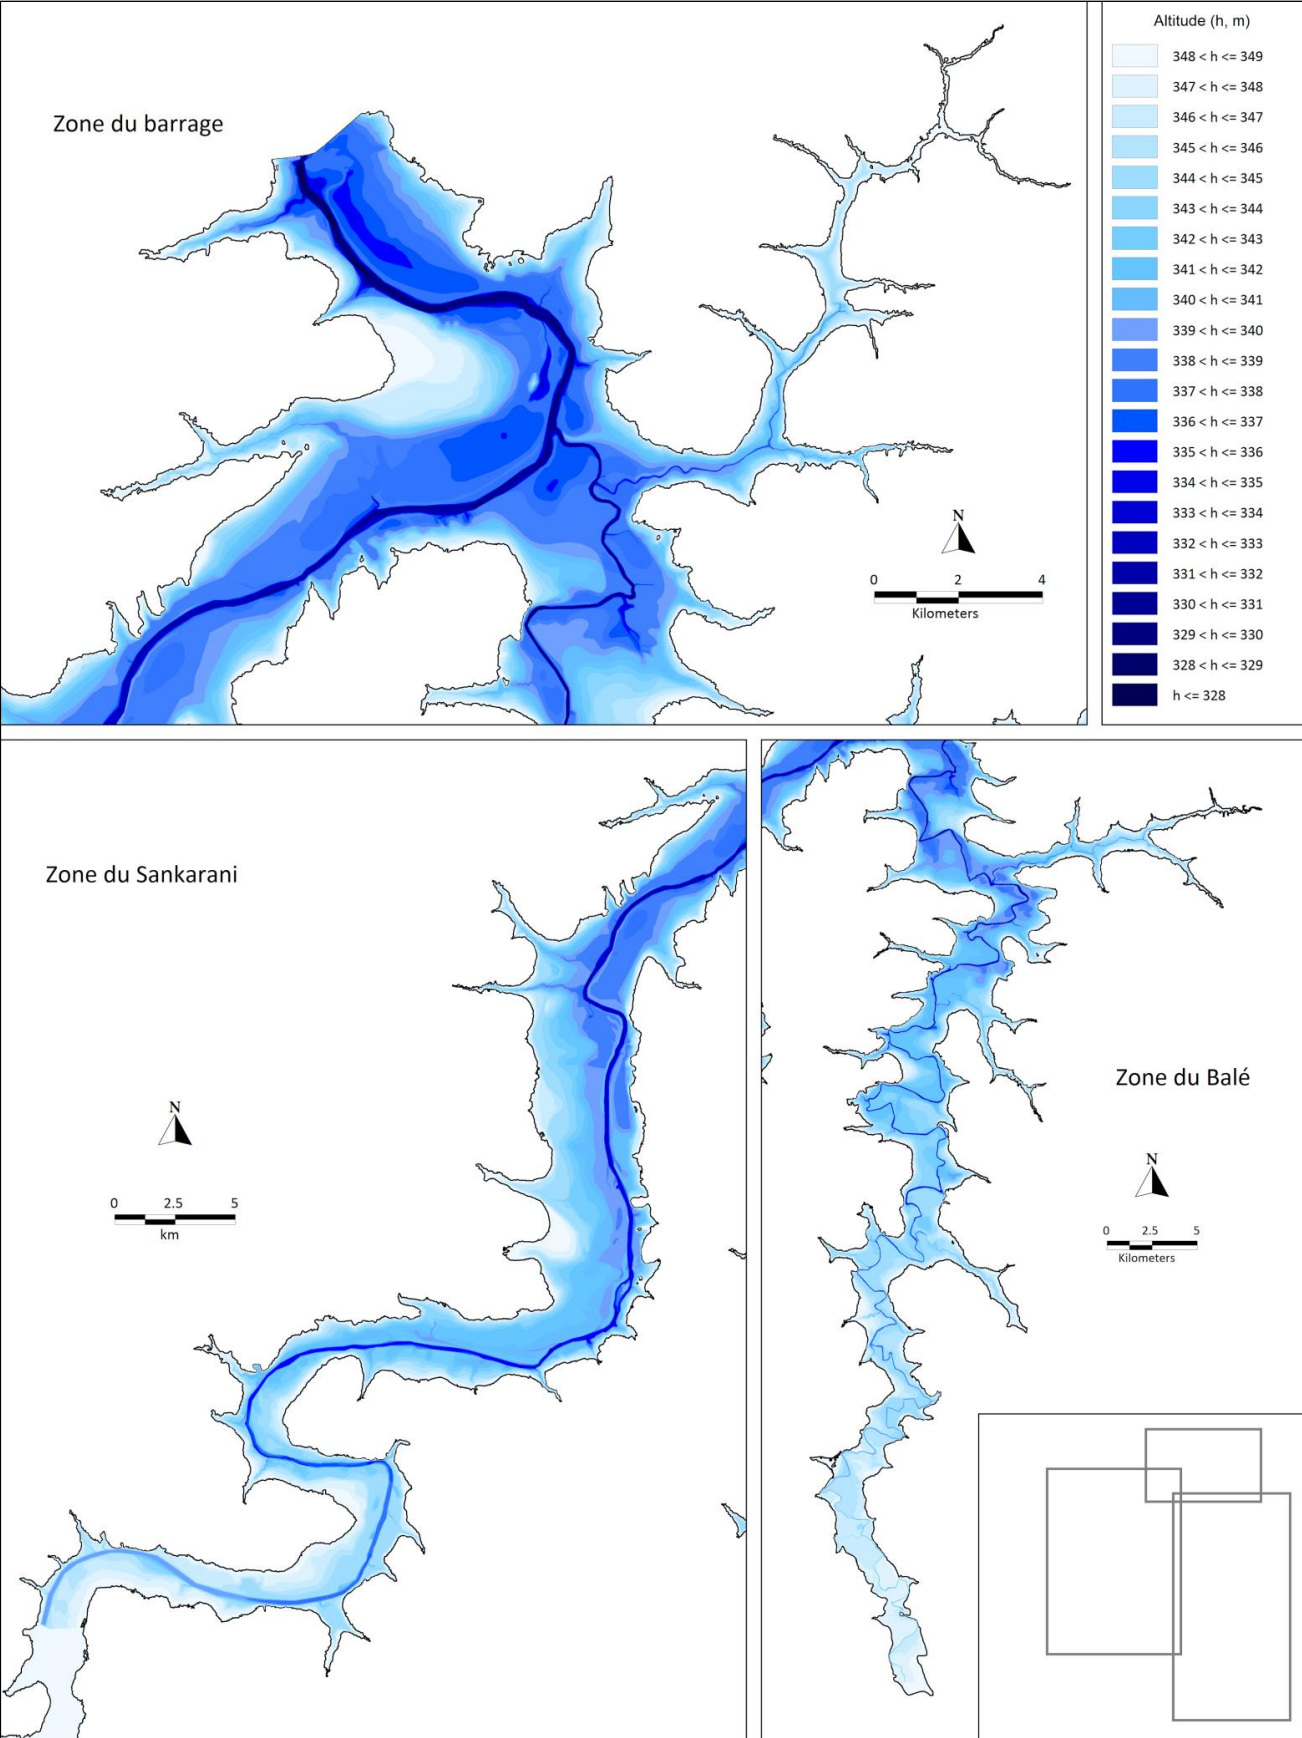 Zone du barrage
N
0 2 4
Kilometers
Altitude (h, m)
348 < h <= 349
347 < h <= 348
346 < h <= 347
345 < h <= 346
344 < h <= 345
343 < h <= 344
342 < h <= 343
341 < h <= 342
340 < h <= 341
339 < h <= 340
338 < h <= 339
337 < h <= 338
336 < h <= 337
335 < h <= 336
334 < h <= 335
333 < h <= 334
332 < h <= 333
331 < h <= 332
330 < h <= 331
329 < h <= 330
328 < h <= 329
h <= 328
Zone du Sankarani
N
0 2.5 5
km
Zone du Balé
N
0 2.5 5
Kilometers